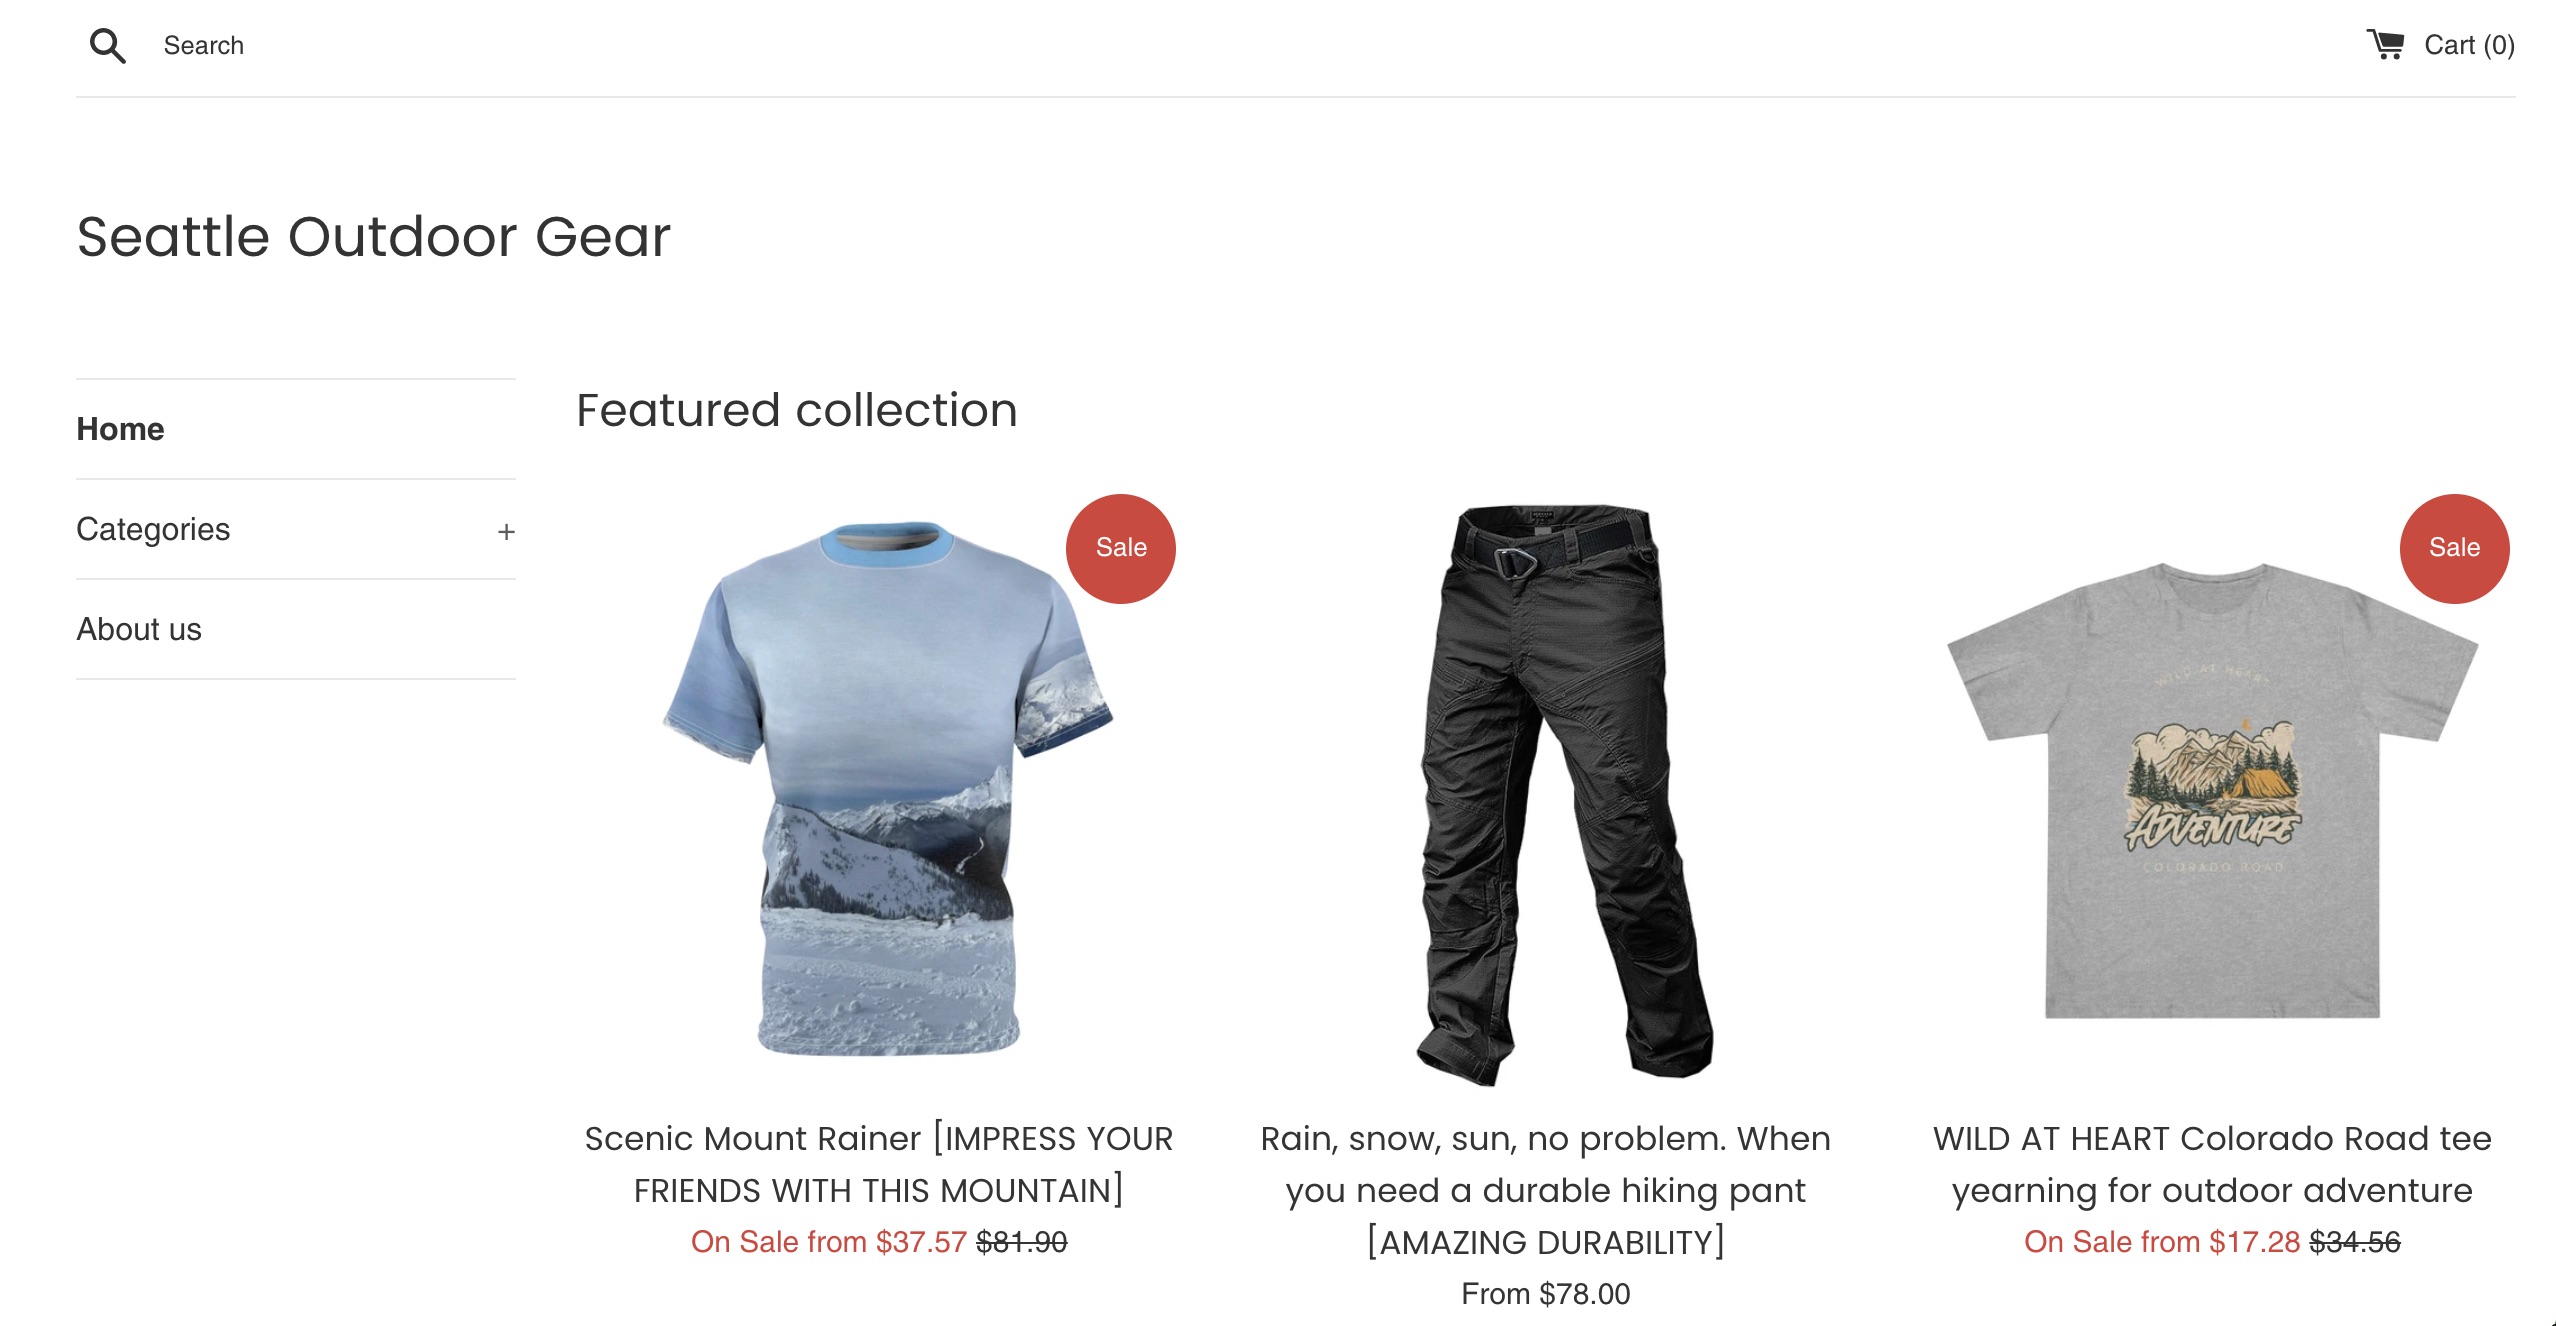 Search
Cart (0)
Seattle Outdoor Gear
Home
Categories +
About us
Featured collection
Sale
Sale
WILD AT HEART
ADVENTURE
COLORADO ROAD
Scenic Mount Rainer [IMPRESS YOUR
FRIENDS WITH THIS MOUNTAIN]
On Sale from $37.57 $81.90
Rain, snow, sun, no problem. When
you need a durable hiking pant
[AMAZING DURABILITY]
From $78.00
WILD AT HEART Colorado Road tee
yearning for outdoor adventure
On Sale from $17.28 $34.56